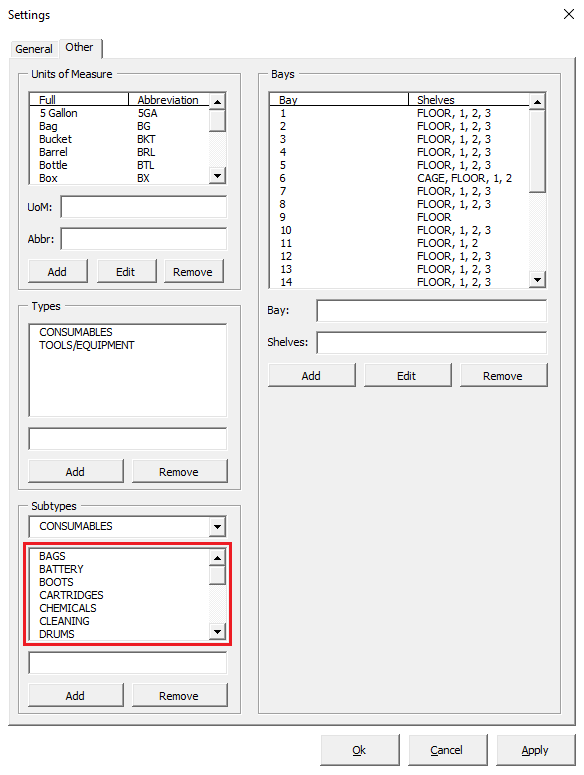 Settings
General Other
Units of Measure
Full Abbreviation
5 Gallon 5GA
Bag BG
Bucket BKT
Barrel BRL
Bottle BTL
Box BX
UoM:
Abbr:
Add Edit Remove
Types
CONSUMABLES
TOOLS/EQUIPMENT
Add Remove
Subtypes
CONSUMABLES
BAGS
BATTERY
BOOTS
CARTRIDGES
CHEMICALS
CLEANING
DRUMS
Add Remove
Bays
Bay Shelves
1 FLOOR, 1, 2, 3
2 FLOOR, 1, 2, 3
3 FLOOR, 1, 2, 3
4 FLOOR, 1, 2, 3
5 FLOOR, 1, 2, 3
6 CAGE, FLOOR, 1, 2
7 FLOOR, 1, 2, 3
8 FLOOR, 1, 2, 3
9 FLOOR
10 FLOOR, 1, 2, 3
11 FLOOR, 1, 2
12 FLOOR, 1, 2, 3
13 FLOOR, 1, 2, 3
14 FLOOR, 1, 2, 3
Bay:
Shelves:
Add Edit Remove
Ok Cancel Apply